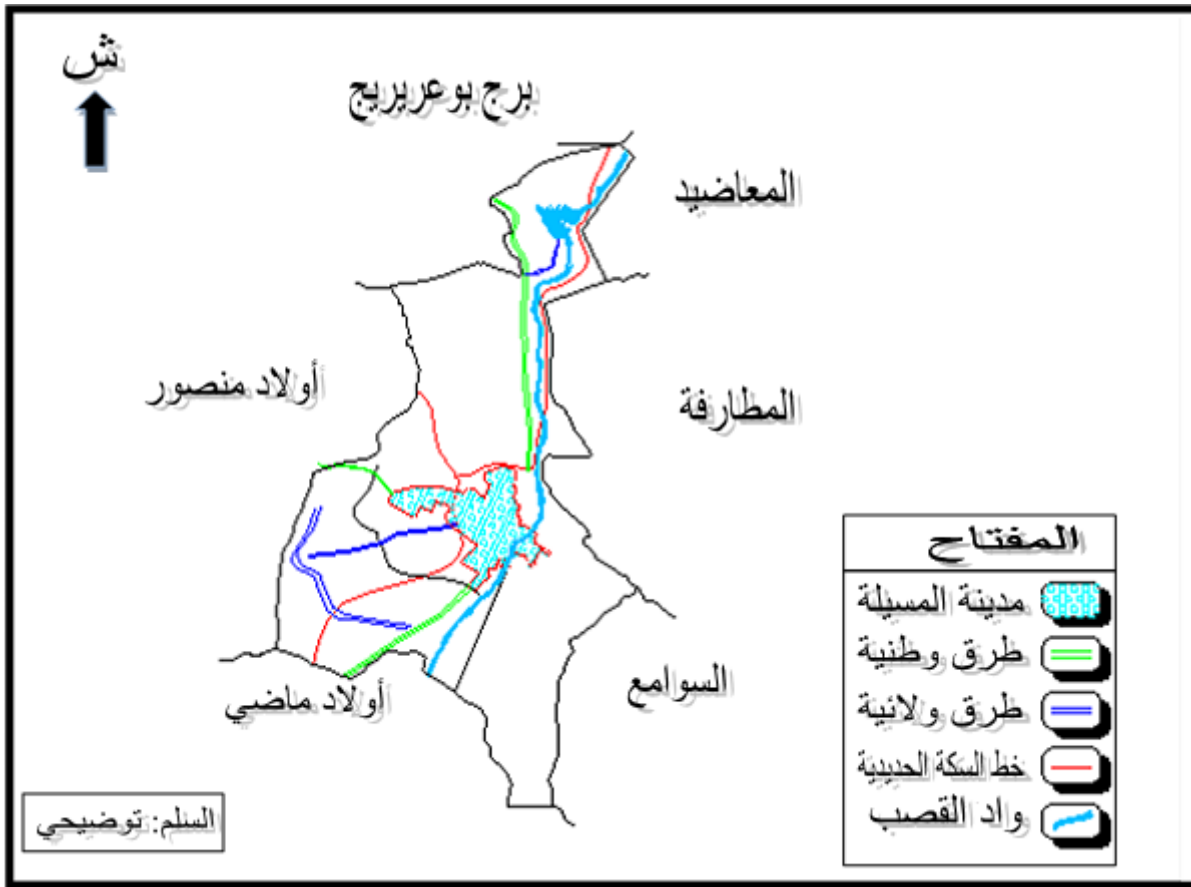 ش
برج بوعريريج
المعاضيد
أولاد منصور
المطارفة
السوامع
أولاد ماضي
المفتاح
مدينة المسيلة
طرق وطنية
طرق ولائية
خط السكة الحديدية
واد القصب
السلم: توضيحي